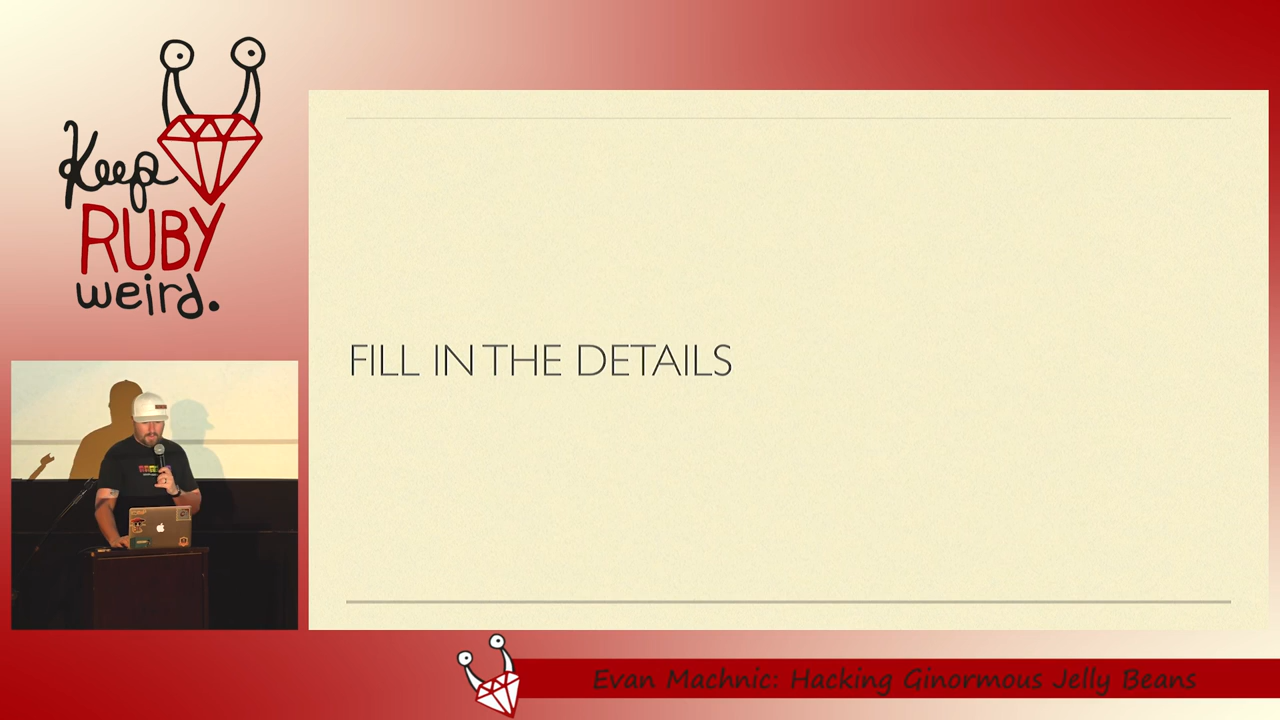 Keep
RUBY
weird.
FILL IN THE DETAILS
Evan Machnic: Hacking Ginormous Jelly Beans